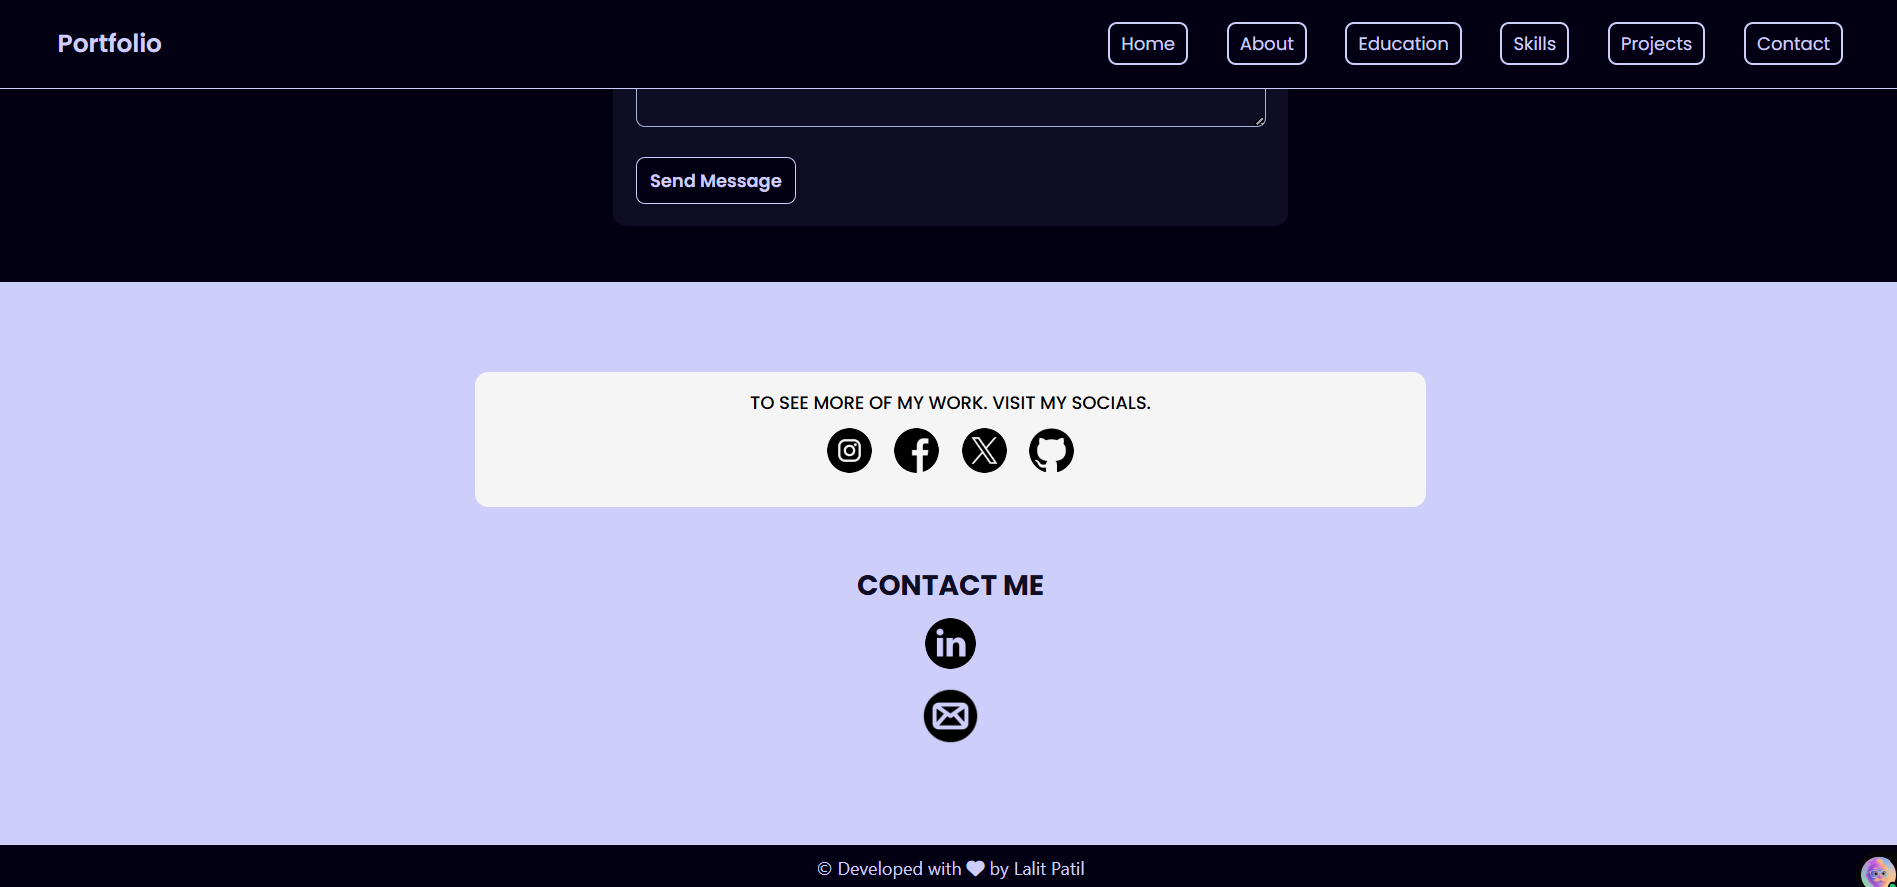 Portfolio
Home About Education Skills Projects Contact
Send Message
TO SEE MORE OF MY WORK. VISIT MY SOCIALS.
CONTACT ME
in
© Developed with by Lalit Patil